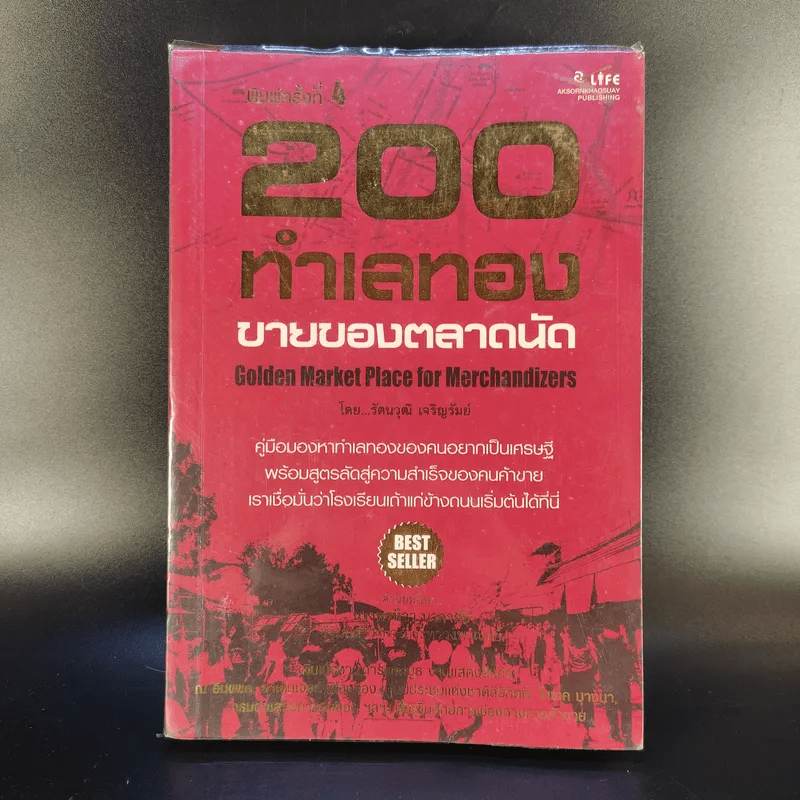 พิมพ์ครั้งที่ 4
a LIFE
AKSORNKHAOSUAY
PUBLISHING
200
ทำเลทอง
ขายของตลาดนัด
Golden Market Place for Merchandizers
โดย...รัตนวุฒิ เจริญรัมย์
คู่มือมองหาทำเลทองของคนอยากเป็นเศรษฐี
พร้อมสูตรลัดสู่ความสำเร็จของคนค้าขาย
เราเชื่อมั่นว่าโรงเรียนเถ้าแก่ข้างถนนเริ่มต้นได้ที่นี่
BEST
SELLER